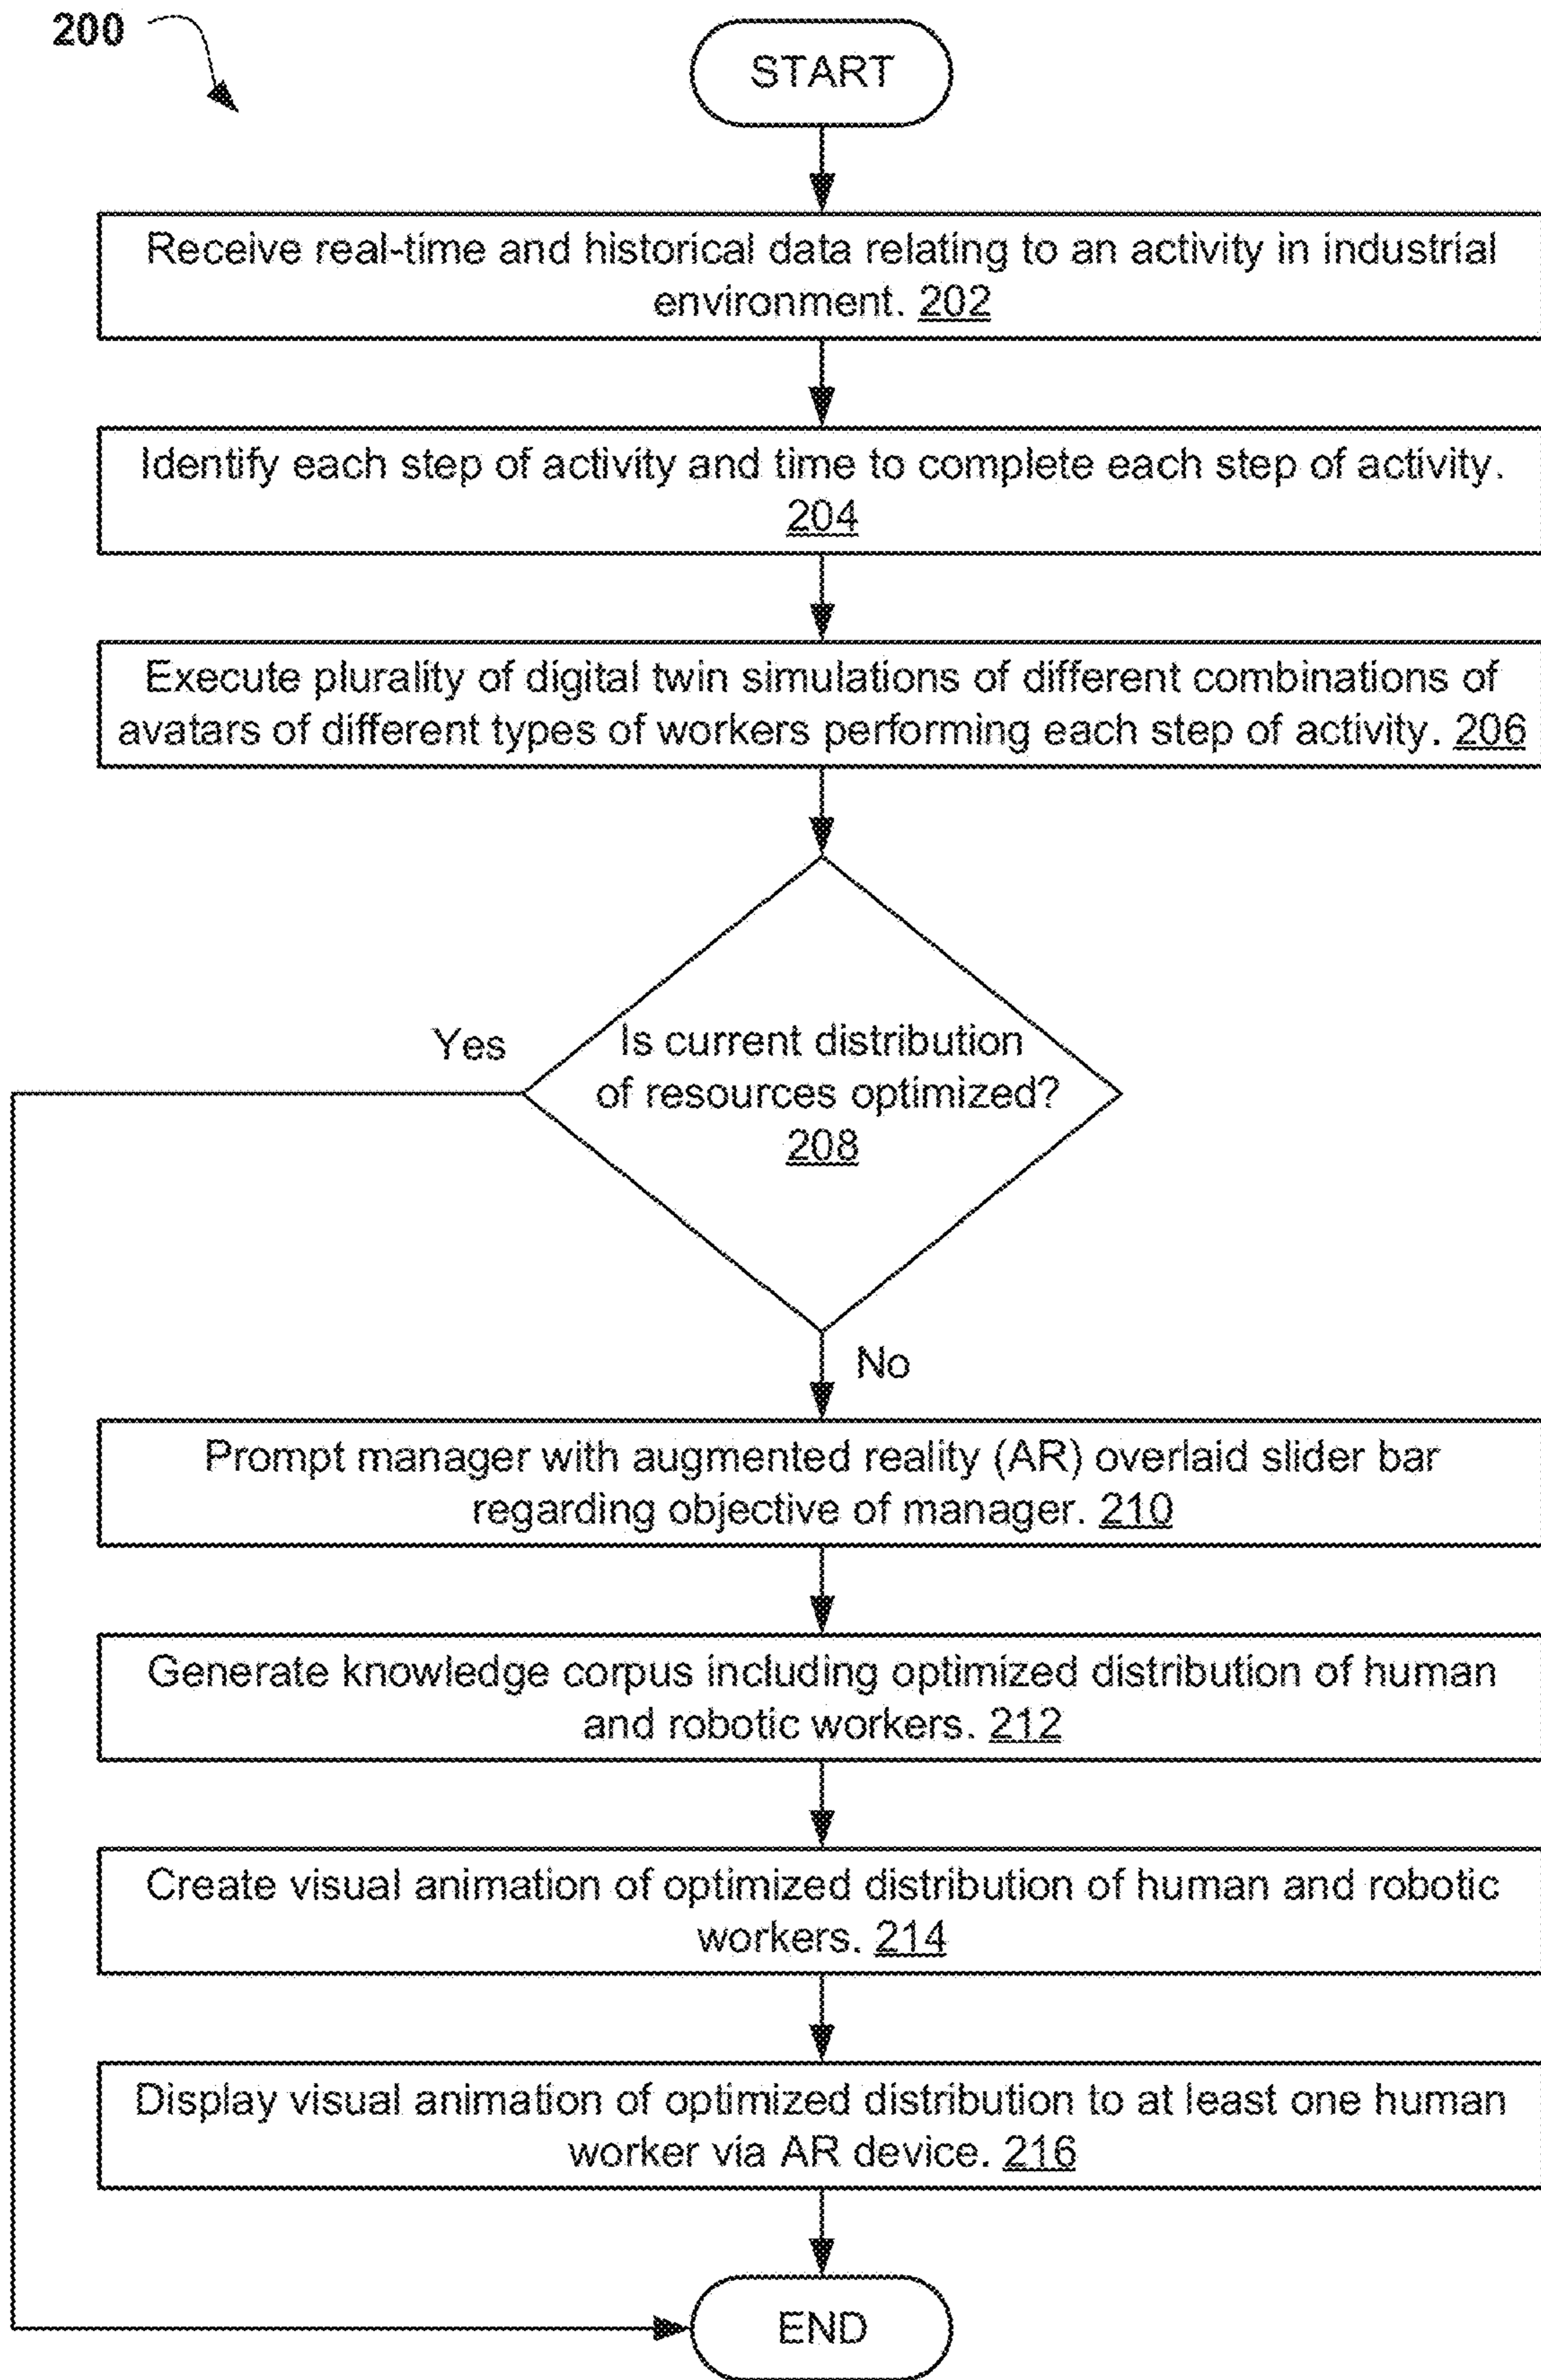 200
START
Receive real-time and historical data relating to an activity in industrial
environment. 202
Identify each step of activity and time to complete each step of activity.
204
Execute plurality of digital twin simulations of different combinations of
avatars of different types of workers performing each step of activity. 206
Yes
Is current distribution
of resources optimized?
208
No
Prompt manager with augmented reality (AR) overlaid slider bar
regarding objective of manager. 210
Generate knowledge corpus including optimized distribution of human
and robotic workers. 212
Create visual animation of optimized distribution of human and robotic
workers. 214
Display visual animation of optimized distribution to at least one human
worker via AR device. 216
END